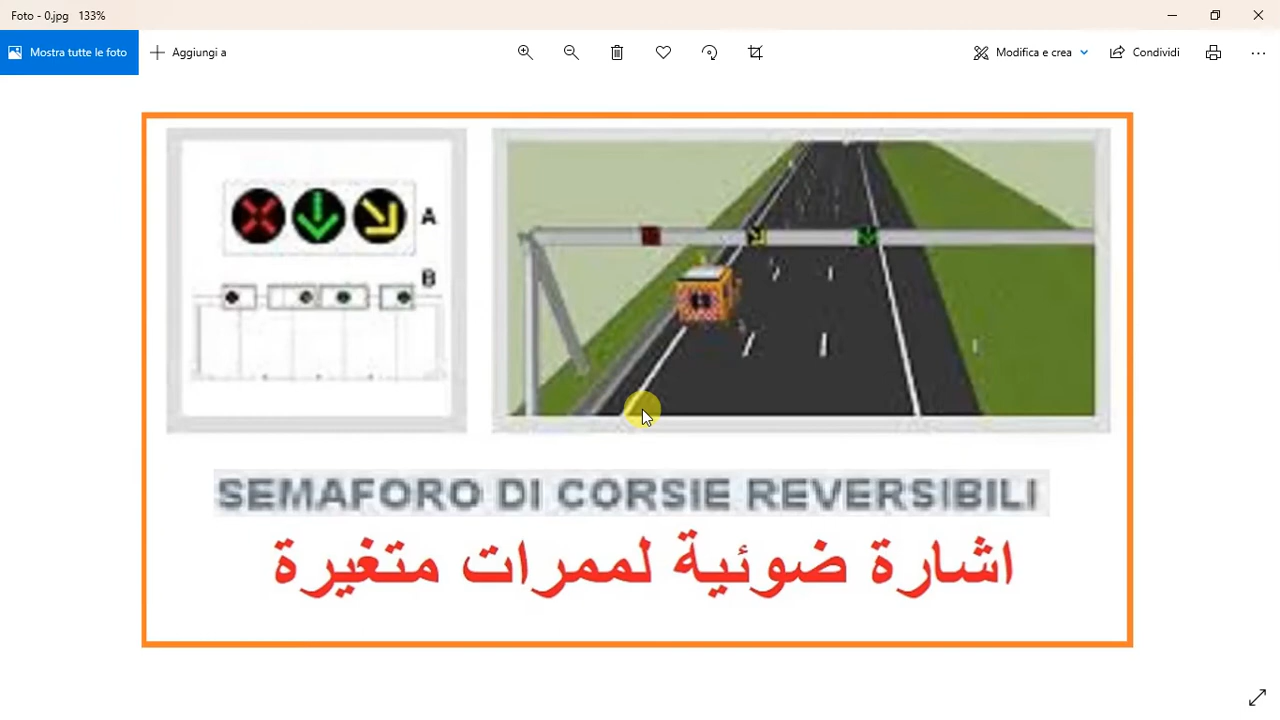 Foto - 0.jpg 133%
Mostra tutte le foto
Aggiungi a
Modifica e crea
Condividi
A
B
SEMAFORO DI CORSIE REVERSIBILI
اشارة ضوئية لممرات متغيرة